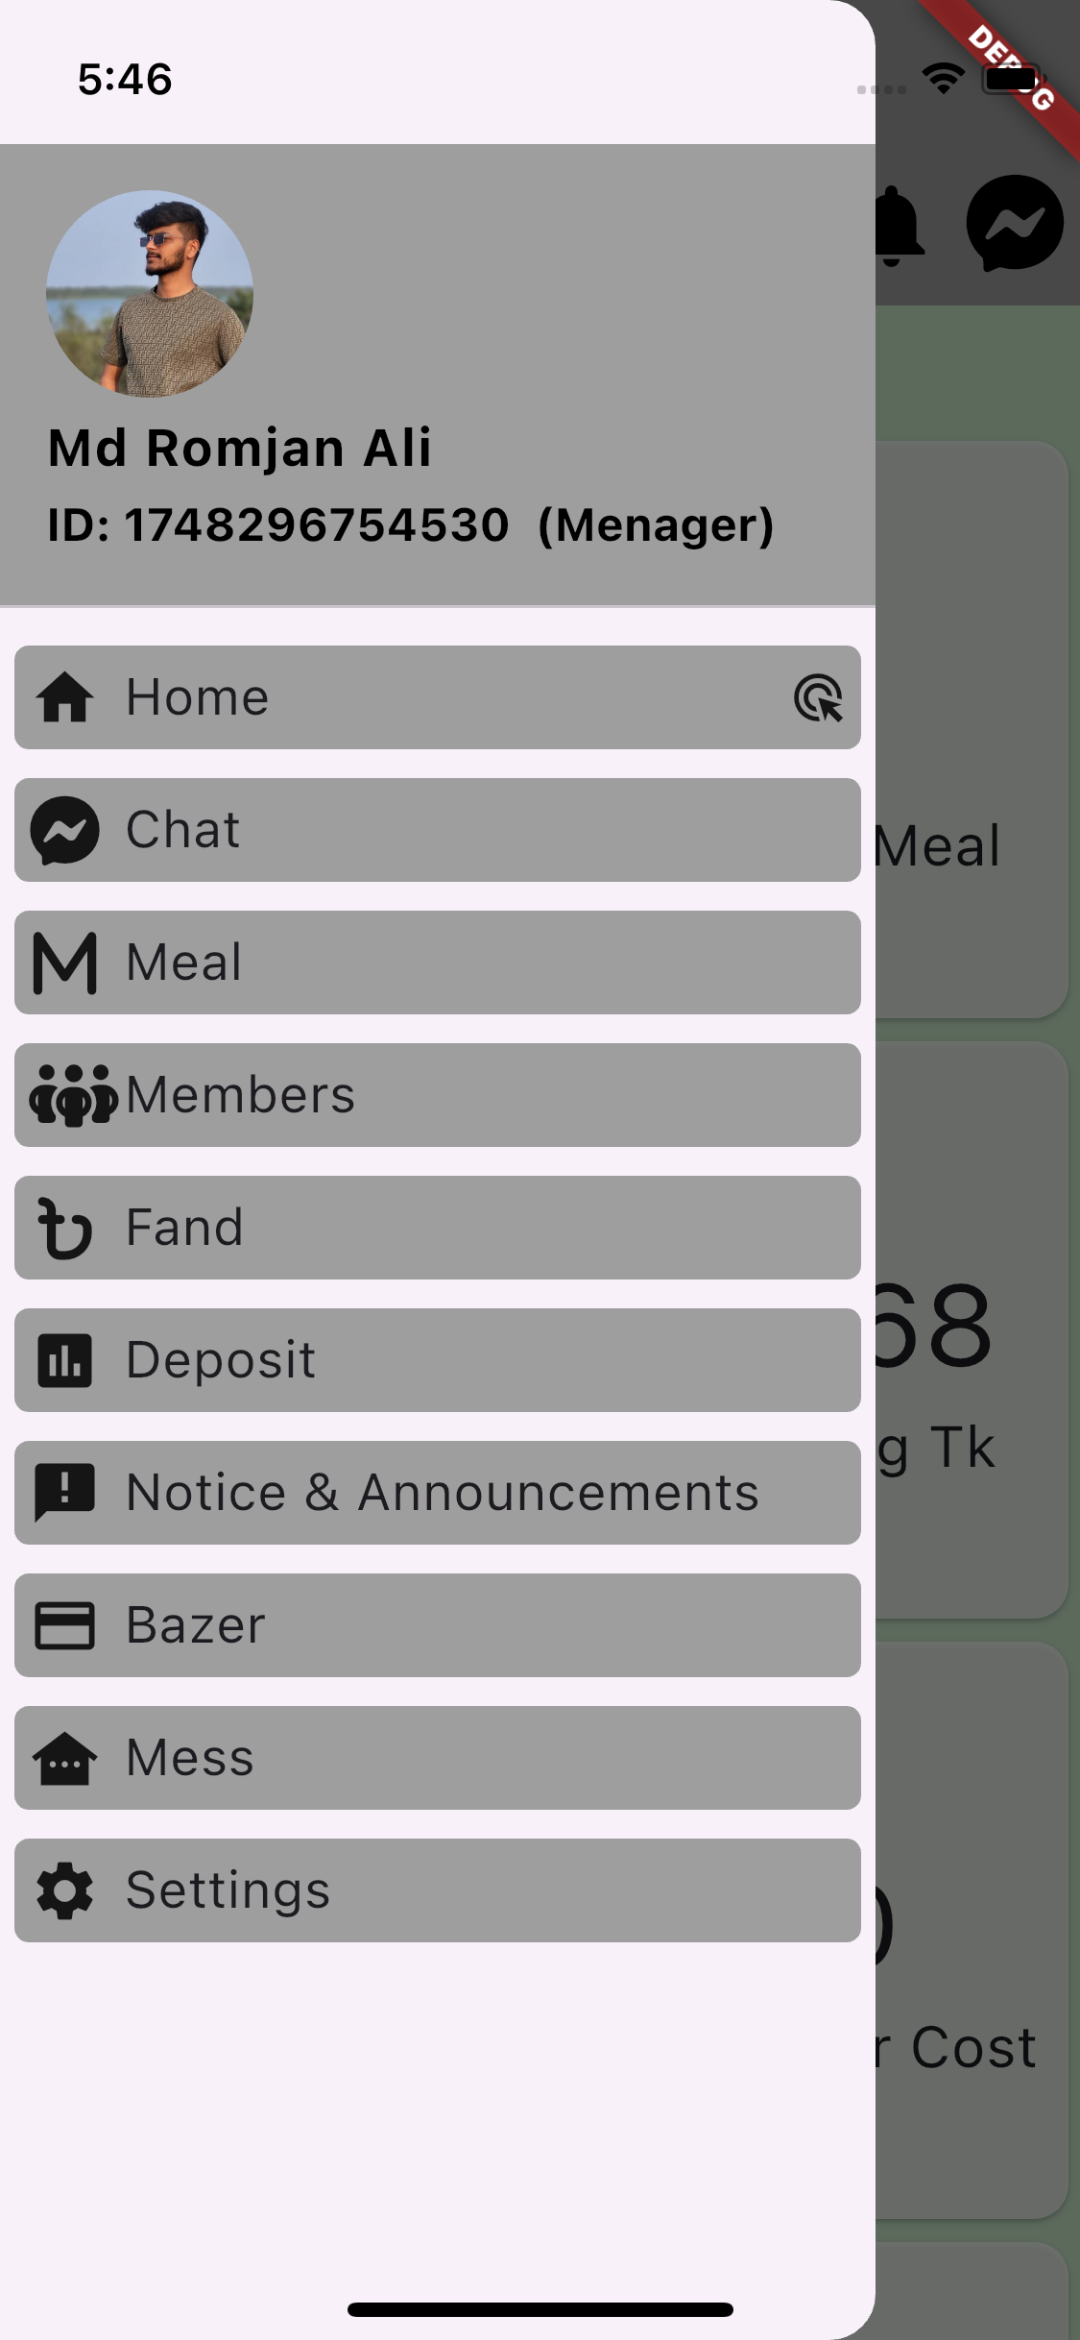 5:46
DEBUG
Md Romjan Ali
ID: 1748296754530 (Menager)
Home
Chat
Meal
Meal
Members
Fand
Deposit
68
g Tk
Notice & Announcements
Bazer
Mess
Settings
0
r Cost